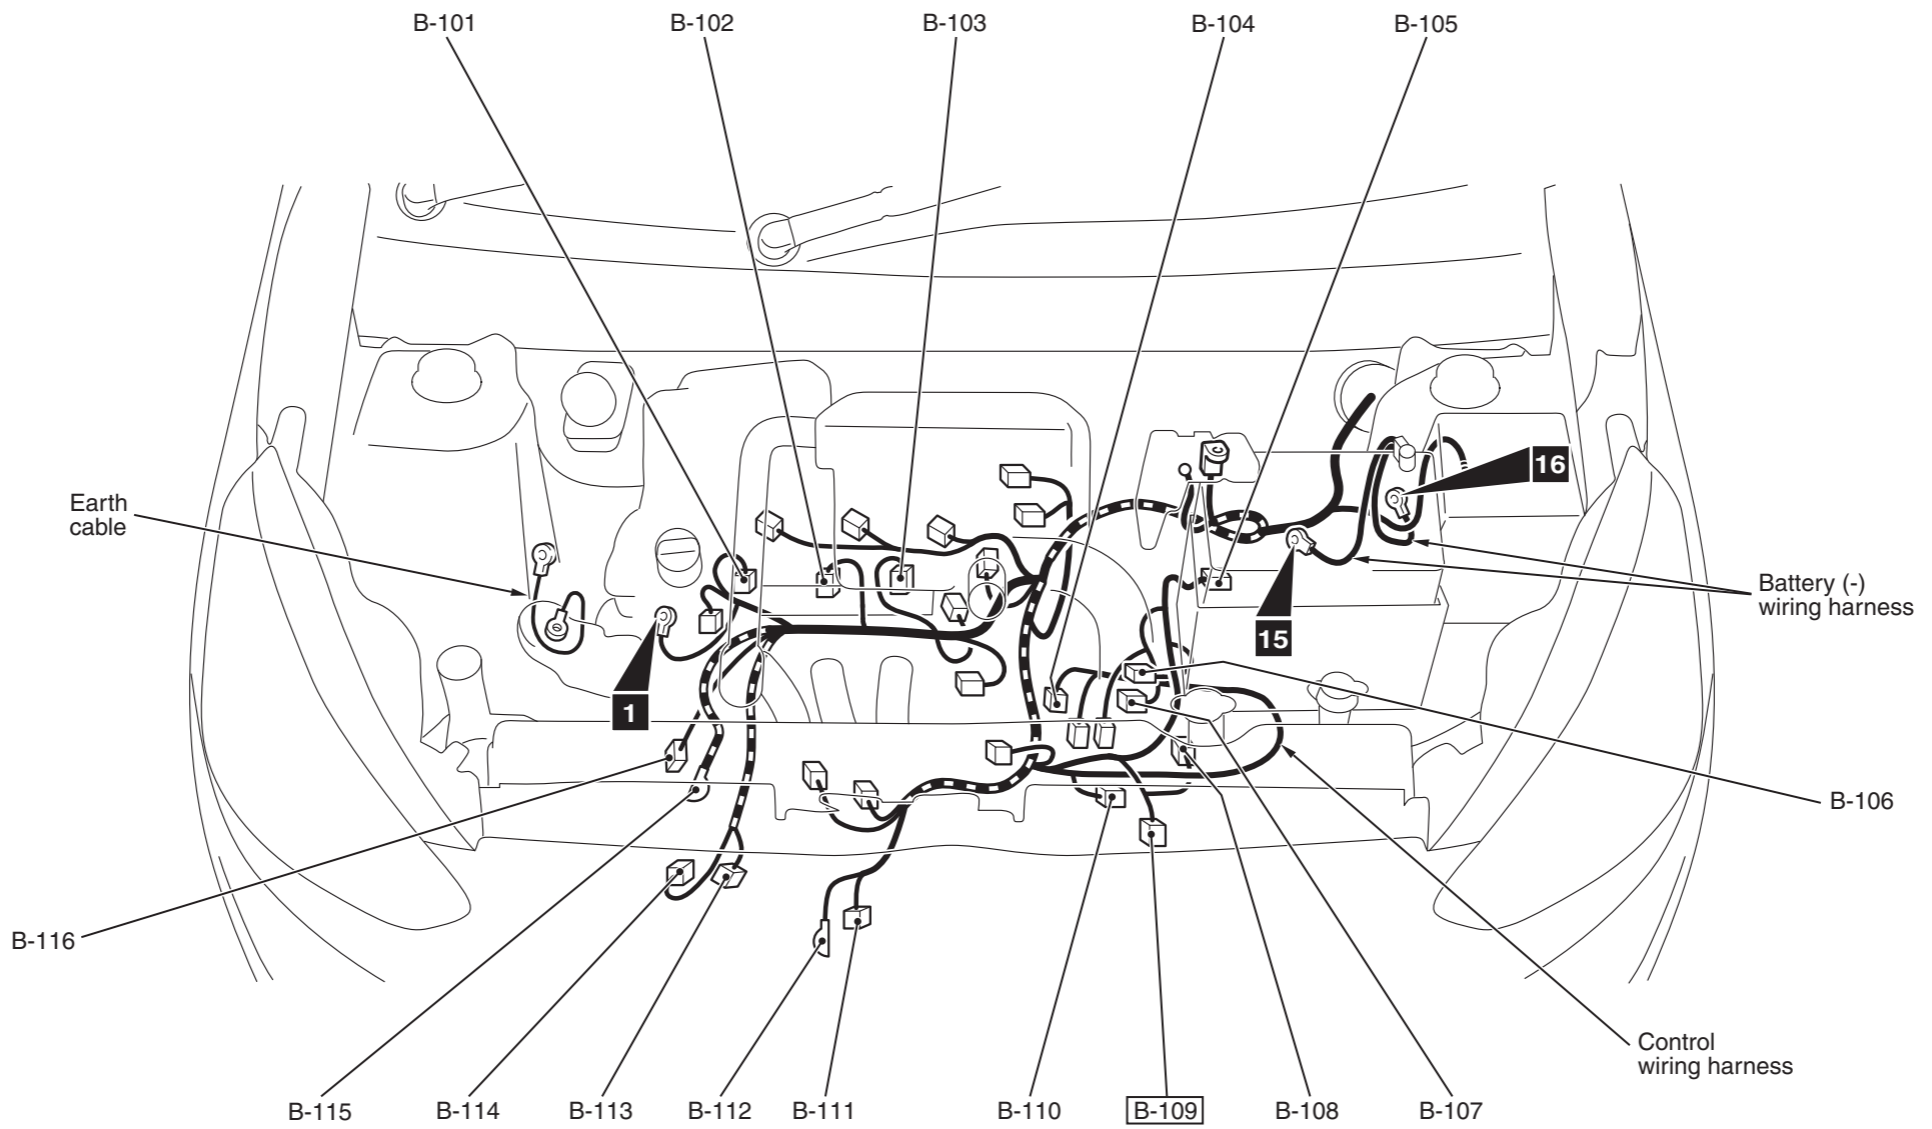 B-101
B-102
B-103
B-104
B-105
16
Earth
cable
Battery (-)
wiring harness
15
1
B-106
B-116
Control
wiring harness
B-115
B-114
B-113
B-112
B-111
B-110
B-109
B-108
B-107